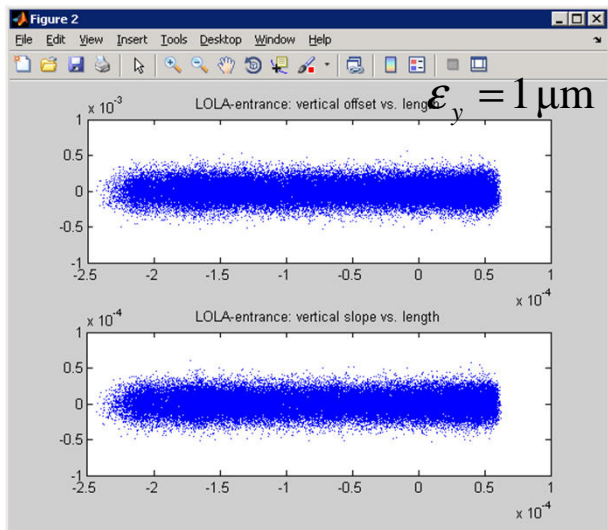 Figure 2
File Edit View Insert Tools Desktop Window Help
ε_y = 1 μm
x 10^-3
LOLA-entrance: vertical offset vs. length
1
0.5
0
-0.5
-1
-2.5 -2 -1.5 -1 -0.5 0 0.5 1
x 10^-4
x 10^-4
LOLA-entrance: vertical slope vs. length
1
0.5
0
-0.5
-1
-2.5 -2 -1.5 -1 -0.5 0 0.5 1
x 10^-4